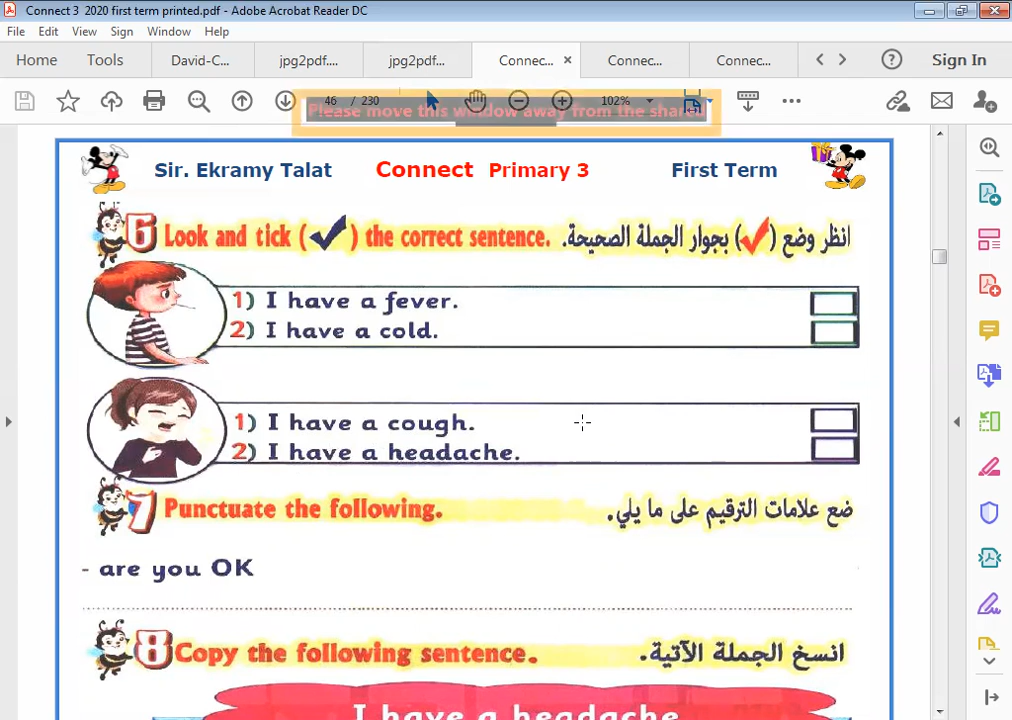 Connect 3 2020 first term printed.pdf - Adobe Acrobat Reader DC
File Edit View Sign Window Help
Home Tools David-C... jpg2pdf.... jpg2pdf.... Connec... × Connec... Connec... Sign In
46 / 230 102%
Please move this window away from the shared
Sir. Ekramy Talat Connect Primary 3 First Term
6 Look and tick (✓) the correct sentence. انظر وضع (✓) بجوار الجملة الصحيحة.
1) I have a fever.
2) I have a cold.
1) I have a cough.
2) I have a headache.
7 Punctuate the following. ضع علامات الترقيم على ما يلي.
- are you OK
8 Copy the following sentence. انسخ الجملة الآتية.
I have a headache